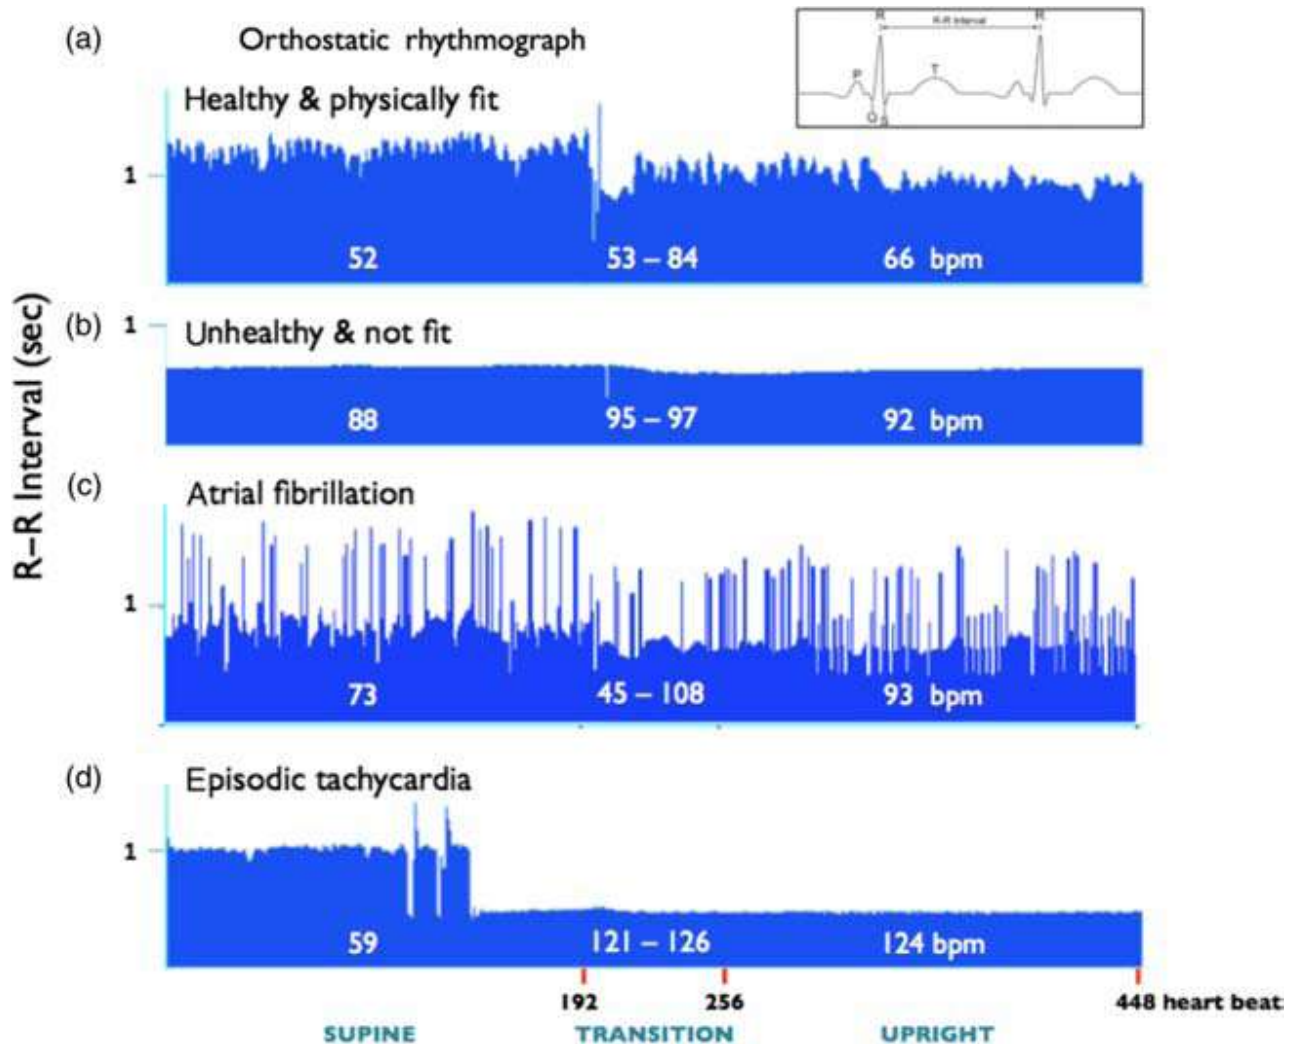 (a) Orthostatic rhythmograph
R R-R Interval R
P T
Q S
Healthy & physically fit
1
52 53 – 84 66 bpm
R–R Interval (sec)
(b) 1 Unhealthy & not fit
88 95 – 97 92 bpm
(c) Atrial fibrillation
1
73 45 – 108 93 bpm
(d) Episodic tachycardia
1
59 121 – 126 124 bpm
192 256 448 heart beat
SUPINE TRANSITION UPRIGHT